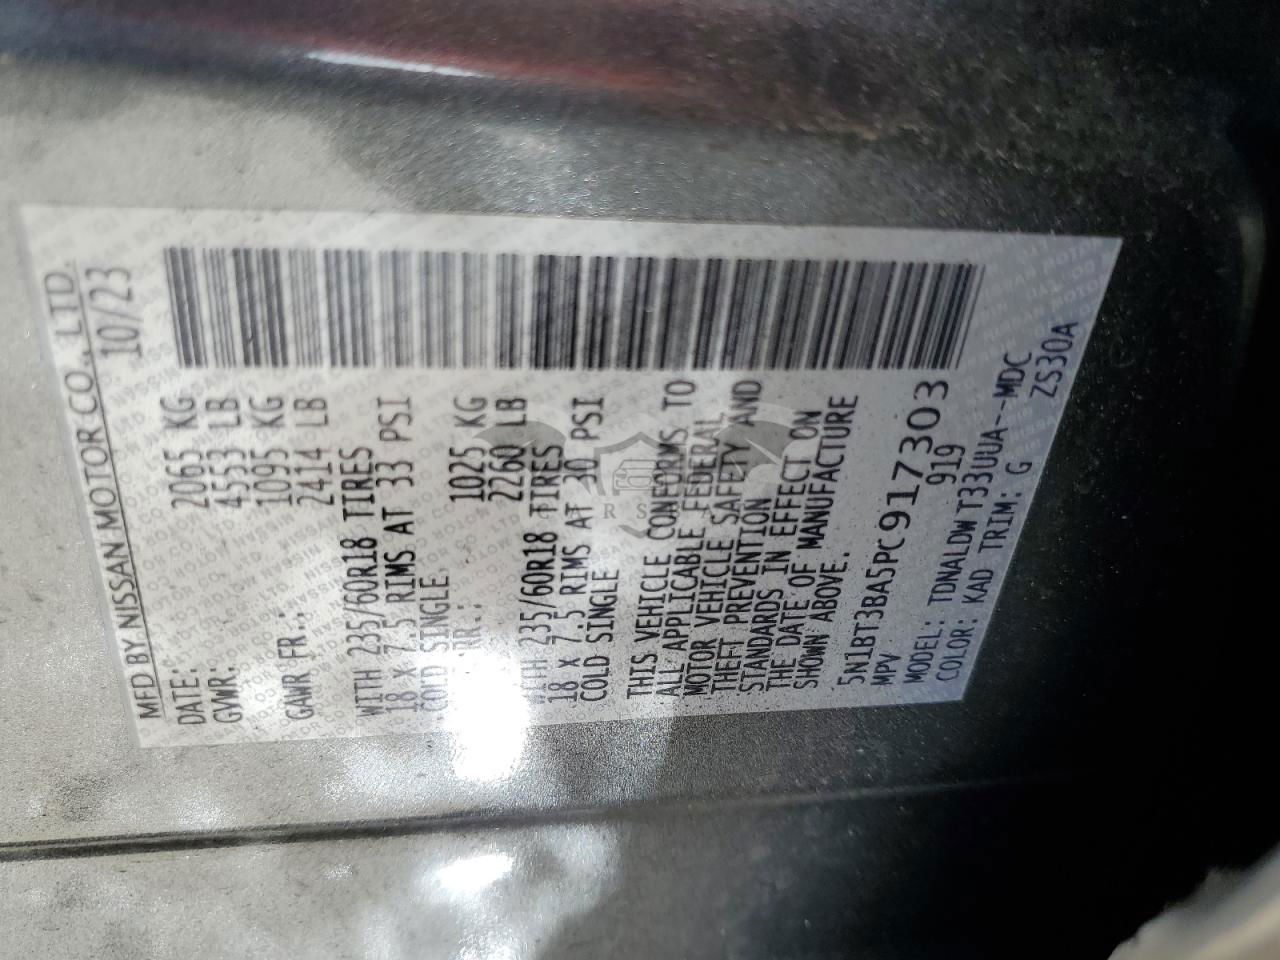 MFD BY NISSAN MOTOR CO., LTD.
DATE: 10/23
GVWR: 2065 KG
4553 LB
GAWR FR.: 1095 KG
2414 LB
WITH 235/60R18 TIRES
18 X 7.5 RIMS AT 33 PSI
COLD SINGLE.
RR.: 1025 KG
2260 LB
WITH 235/60R18 TIRES
18 X 7.5 RIMS AT 30 PSI
COLD SINGLE
THIS VEHICLE CONFORMS TO
ALL APPLICABLE FEDERAL
MOTOR VEHICLE SAFETY AND
THEFT PREVENTION
STANDARDS IN EFFECT ON
THE DATE OF MANUFACTURE
SHOWN ABOVE.
5N1BT3BA5PC917303
MPV 919
MODEL: TDNALDWT33UUA--MDC
COLOR: KAD TRIM: G ZS30A